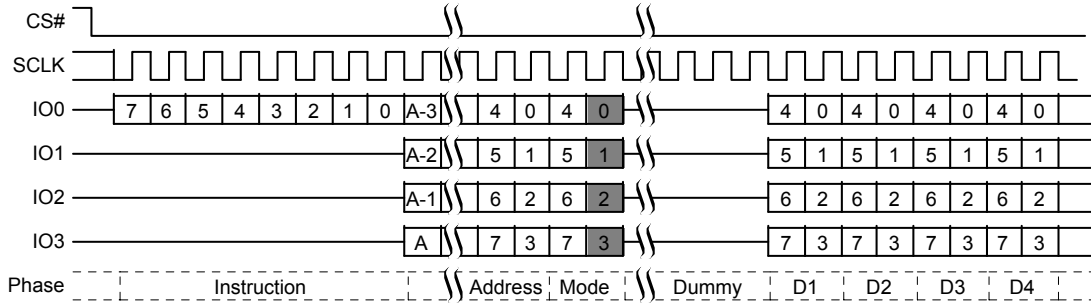 CS#
SCLK
IO0 7 6 5 4 3 2 1 0 A-3 4 0 4 0 4 0 4 0 4 0 4 0
IO1 A-2 5 1 5 1 5 1 5 1 5 1 5 1
IO2 A-1 6 2 6 2 6 2 6 2 6 2 6 2
IO3 A 7 3 7 3 7 3 7 3 7 3 7 3
Phase Instruction Address Mode Dummy D1 D2 D3 D4